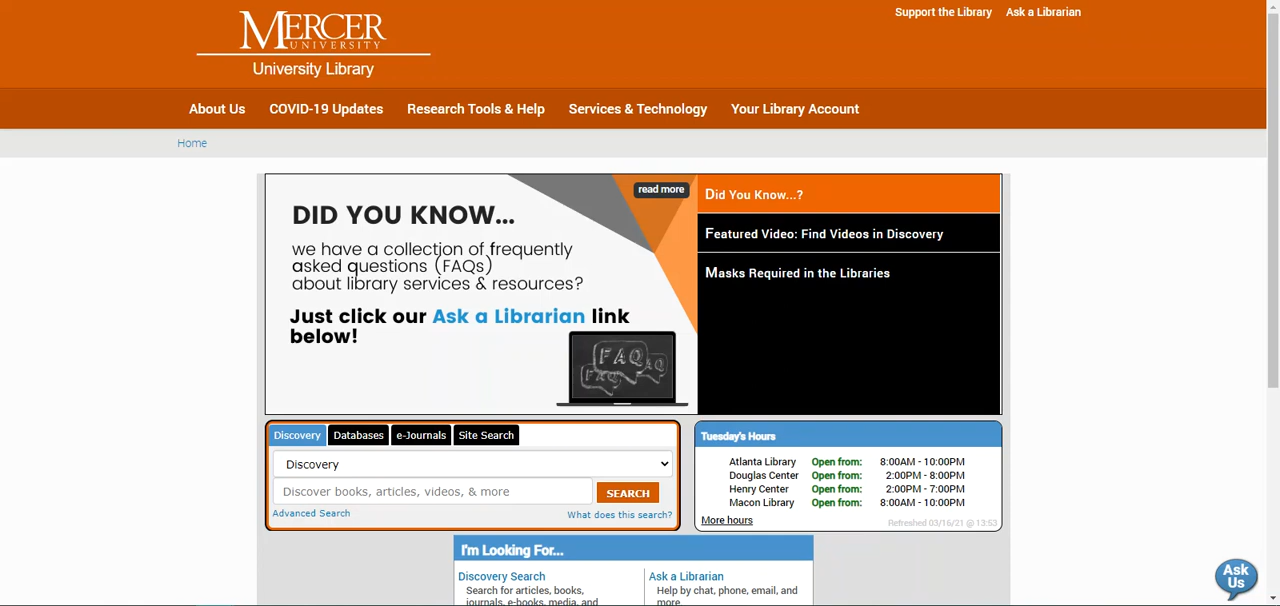 Support the Library Ask a Librarian
MERCER
UNIVERSITY
University Library
About Us COVID-19 Updates Research Tools & Help Services & Technology Your Library Account
Home
read more
DID YOU KNOW...
we have a collection of frequently
asked questions (FAQs)
about library services & resources?
Just click our Ask a Librarian link
below!
FAQ
FAQ
FAQ
Did You Know...?
Featured Video: Find Videos in Discovery
Masks Required in the Libraries
Discovery Databases e-Journals Site Search
Discovery
Discover books, articles, videos, & more SEARCH
Advanced Search What does this search?
Tuesday's Hours
Atlanta Library Open from: 8:00AM - 10:00PM
Douglas Center Open from: 2:00PM - 8:00PM
Henry Center Open from: 2:00PM - 7:00PM
Macon Library Open from: 8:00AM - 10:00PM
More hours Refreshed 03/16/21 @ 13:53
I'm Looking For...
Discovery Search
Search for articles, books,
journals, e-books, media, and
Ask a Librarian
Help by chat, phone, email, and
more.
Ask
Us